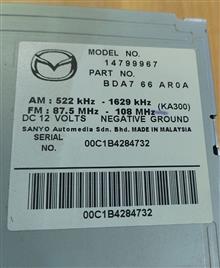 MODEL NO.
14799967
PART NO.
BDA7 66 AR0A
AM : 522 kHz - 1629 kHz
FM : 87.5 MHz - 108 MHz (KA300)
DC 12 VOLTS NEGATIVE GROUND
SANYO Automedia Sdn. Bhd. MADE IN MALAYSIA
SERIAL
NO. 00C1B4284732
00C1B4284732